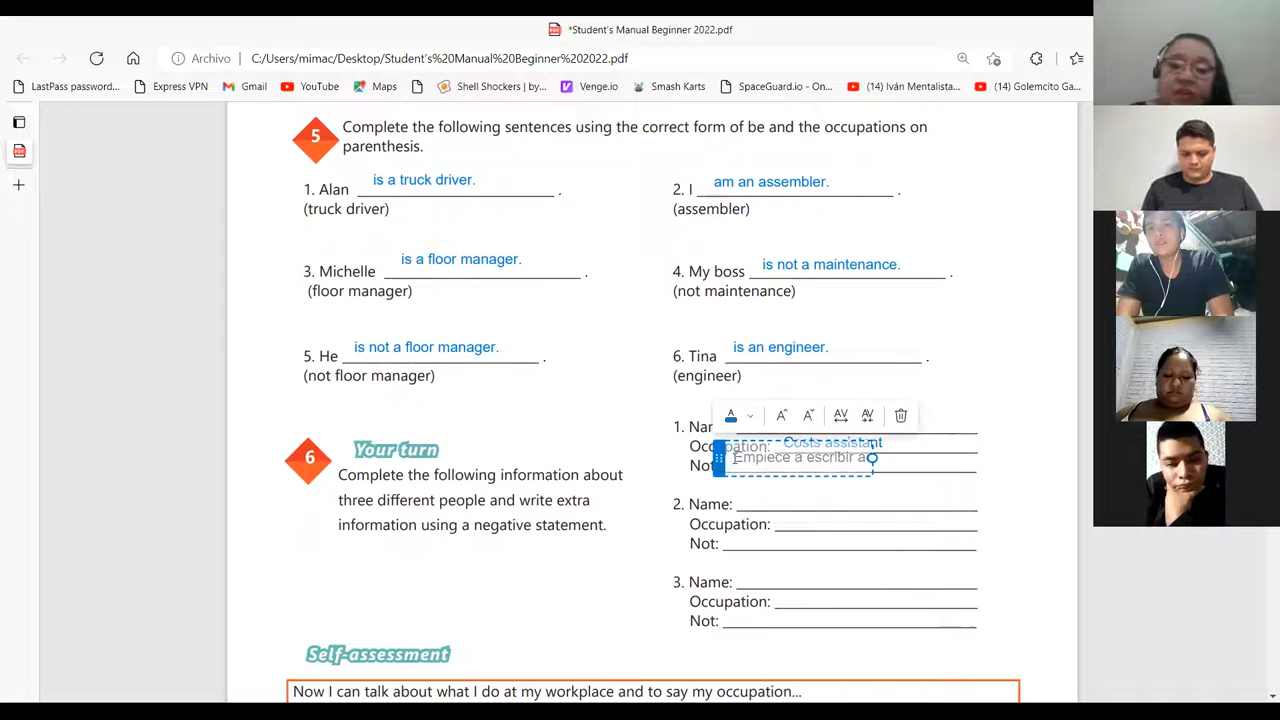 *Student's Manual Beginner 2022.pdf
Archivo C:/Users/mimac/Desktop/Student's%20Manual%20Beginner%202022.pdf
LastPass password... Express VPN Gmail YouTube Maps Shell Shockers | by... Venge.io Smash Karts SpaceGuard.io - On... (14) Iván Mentalista... (14) Golemcito Ga...
5 Complete the following sentences using the correct form of be and the occupations on
parenthesis.
1. Alan is a truck driver. .
(truck driver)
2. I am an assembler. .
(assembler)
3. Michelle is a floor manager. .
(floor manager)
4. My boss is not a maintenance. .
(not maintenance)
5. He is not a floor manager. .
(not floor manager)
6. Tina is an engineer. .
(engineer)
6 Your turn
Complete the following information about
three different people and write extra
information using a negative statement.
1. Nam
Occupation: Costs assistant
Not Empiece a escribir a
2. Name:
Occupation:
Not:
3. Name:
Occupation:
Not:
Self-assessment
Now I can talk about what I do at my workplace and to say my occupation...